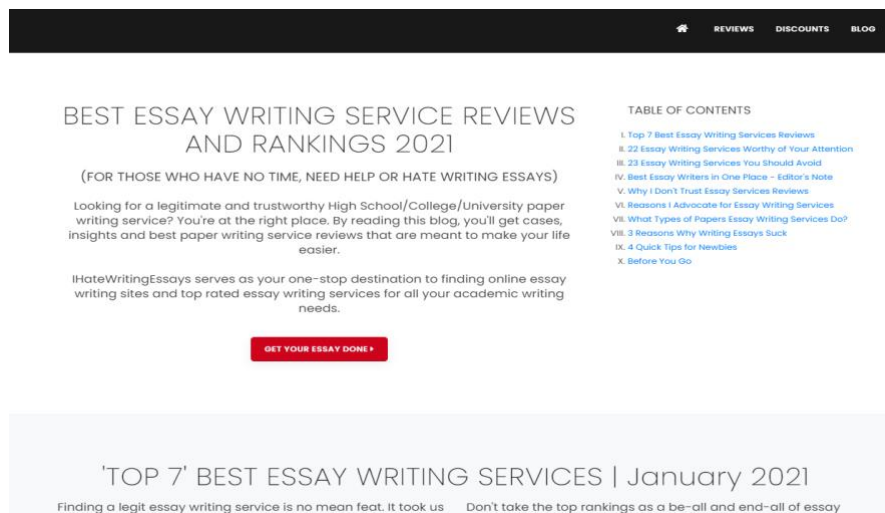 REVIEWS DISCOUNTS BLOG
BEST ESSAY WRITING SERVICE REVIEWS
AND RANKINGS 2021
(FOR THOSE WHO HAVE NO TIME, NEED HELP OR HATE WRITING ESSAYS)
Looking for a legitimate and trustworthy High School/College/University paper
writing service? You're at the right place. By reading this blog, you'll get cases,
insights and best paper writing service reviews that are meant to make your life
easier.
IHateWritingEssays serves as your one-stop destination to finding online essay
writing sites and top rated essay writing services for all your academic writing
needs.
GET YOUR ESSAY DONE
TABLE OF CONTENTS
I. Top 7 Best Essay Writing Services Reviews
II. 22 Essay Writing Services Worthy of Your Attention
III. 23 Essay Writing Services You Should Avoid
IV. Best Essay Writers in One Place - Editor's Note
V. Why I Don't Trust Essay Services Reviews
VI. Reasons I Advocate for Essay Writing Services
VII. What Types of Papers Essay Writing Services Do?
VIII. 3 Reasons Why Writing Essays Suck
IX. 4 Quick Tips for Newbies
X. Before You Go
'TOP 7' BEST ESSAY WRITING SERVICES | January 2021
Finding a legit essay writing service is no mean feat. It took us
Don't take the top rankings as a be-all and end-all of essay